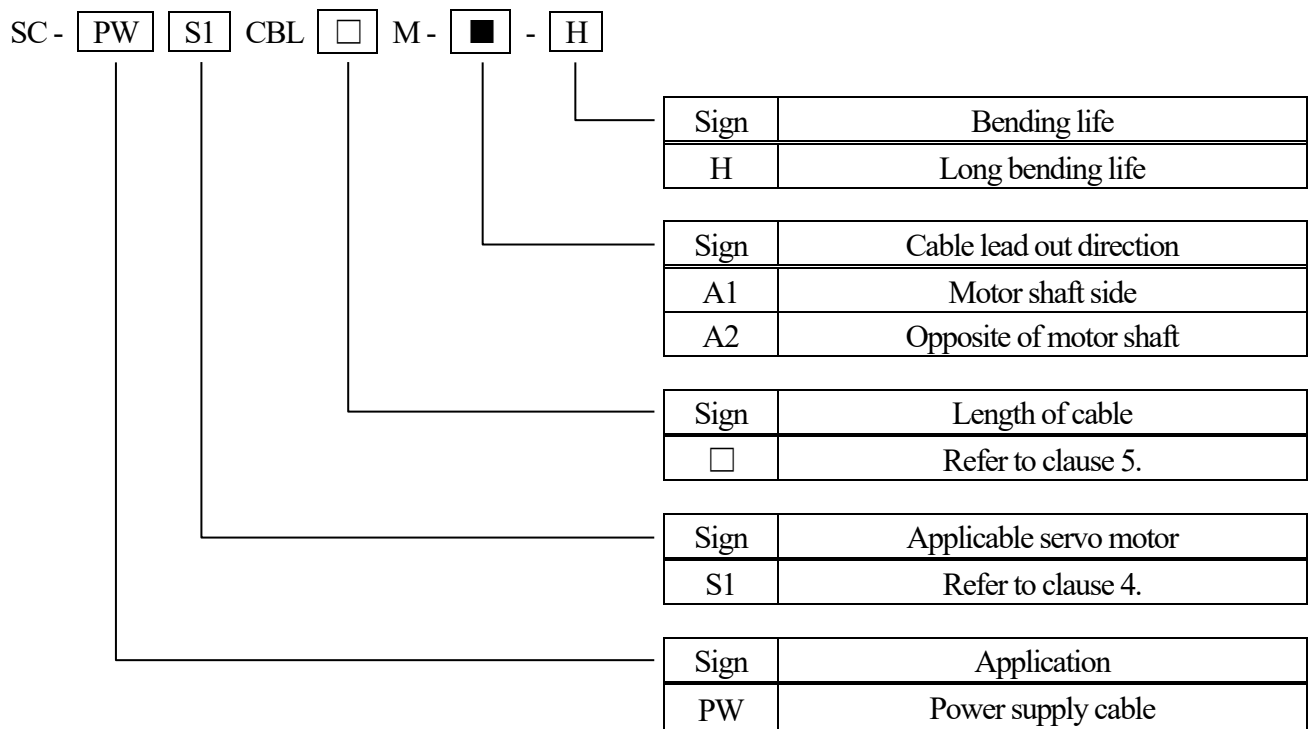 SC - PW S1 CBL □ M - ■ - H
Sign Bending life
H Long bending life
Sign Cable lead out direction
A1 Motor shaft side
A2 Opposite of motor shaft
Sign Length of cable
□ Refer to clause 5.
Sign Applicable servo motor
S1 Refer to clause 4.
Sign Application
PW Power supply cable